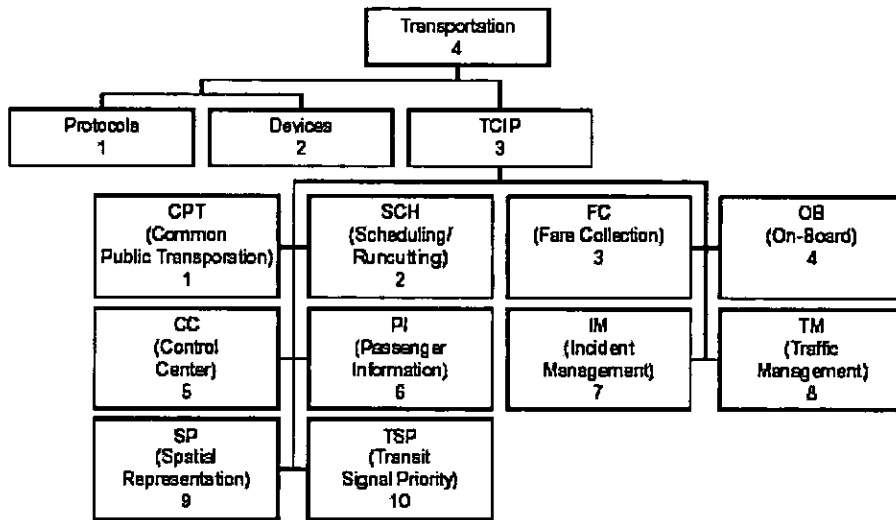 Transportation
4
Protocols
1
Devices
2
TCIP
3
CPT
(Common
Public Transporation)
1
SCH
(Scheduling/
Runcutting)
2
FC
(Fare Collection)
3
OB
(On-Board)
4
CC
(Control
Center)
5
PI
(Passenger
Information)
6
IM
(Incident
Management)
7
TM
(Traffic
Management)
8
SP
(Spatial
Representation)
9
TSP
(Transit
Signal Priority)
10